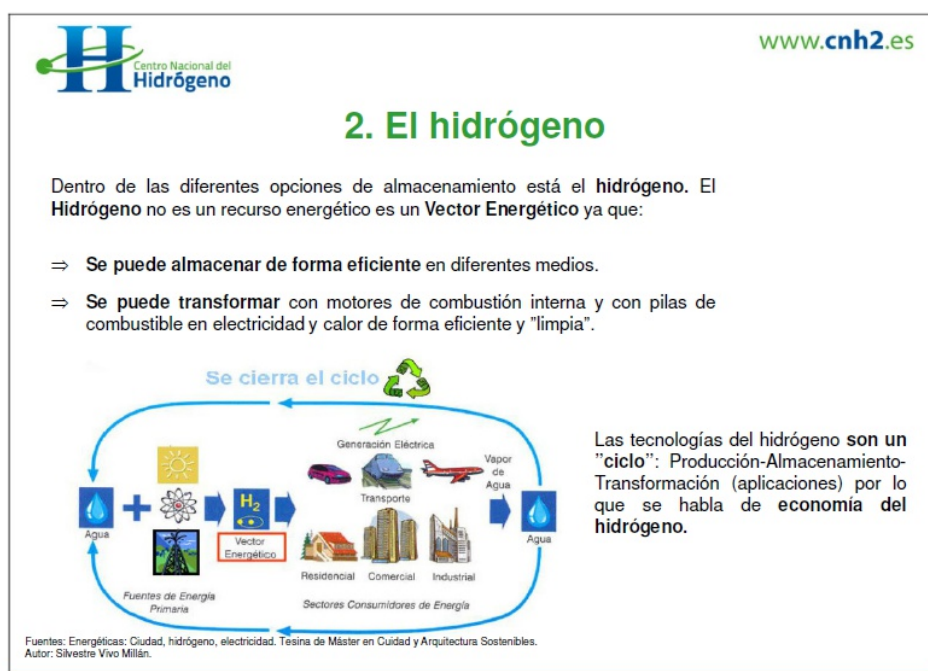 Centro Nacional del
Hidrógeno
www.cnh2.es
2. El hidrógeno
Dentro de las diferentes opciones de almacenamiento está el hidrógeno. El
Hidrógeno no es un recurso energético es un Vector Energético ya que:
⇒ Se puede almacenar de forma eficiente en diferentes medios.
⇒ Se puede transformar con motores de combustión interna y con pilas de
combustible en electricidad y calor de forma eficiente y "limpia".
Se cierra el ciclo
Generación Eléctrica
Transporte
Vapor
de
Agua
Agua
H2
Vector
Energético
Residencial Comercial Industrial
Agua
Fuentes de Energía
Primaria
Sectores Consumidores de Energía
Las tecnologías del hidrógeno son un
"ciclo": Producción-Almacenamiento-
Transformación (aplicaciones) por lo
que se habla de economía del
hidrógeno.
Fuentes: Energéticas: Ciudad, hidrógeno, electricidad. Tesina de Máster en Cuidad y Arquitectura Sostenibles.
Autor: Silvestre Vivo Millán.